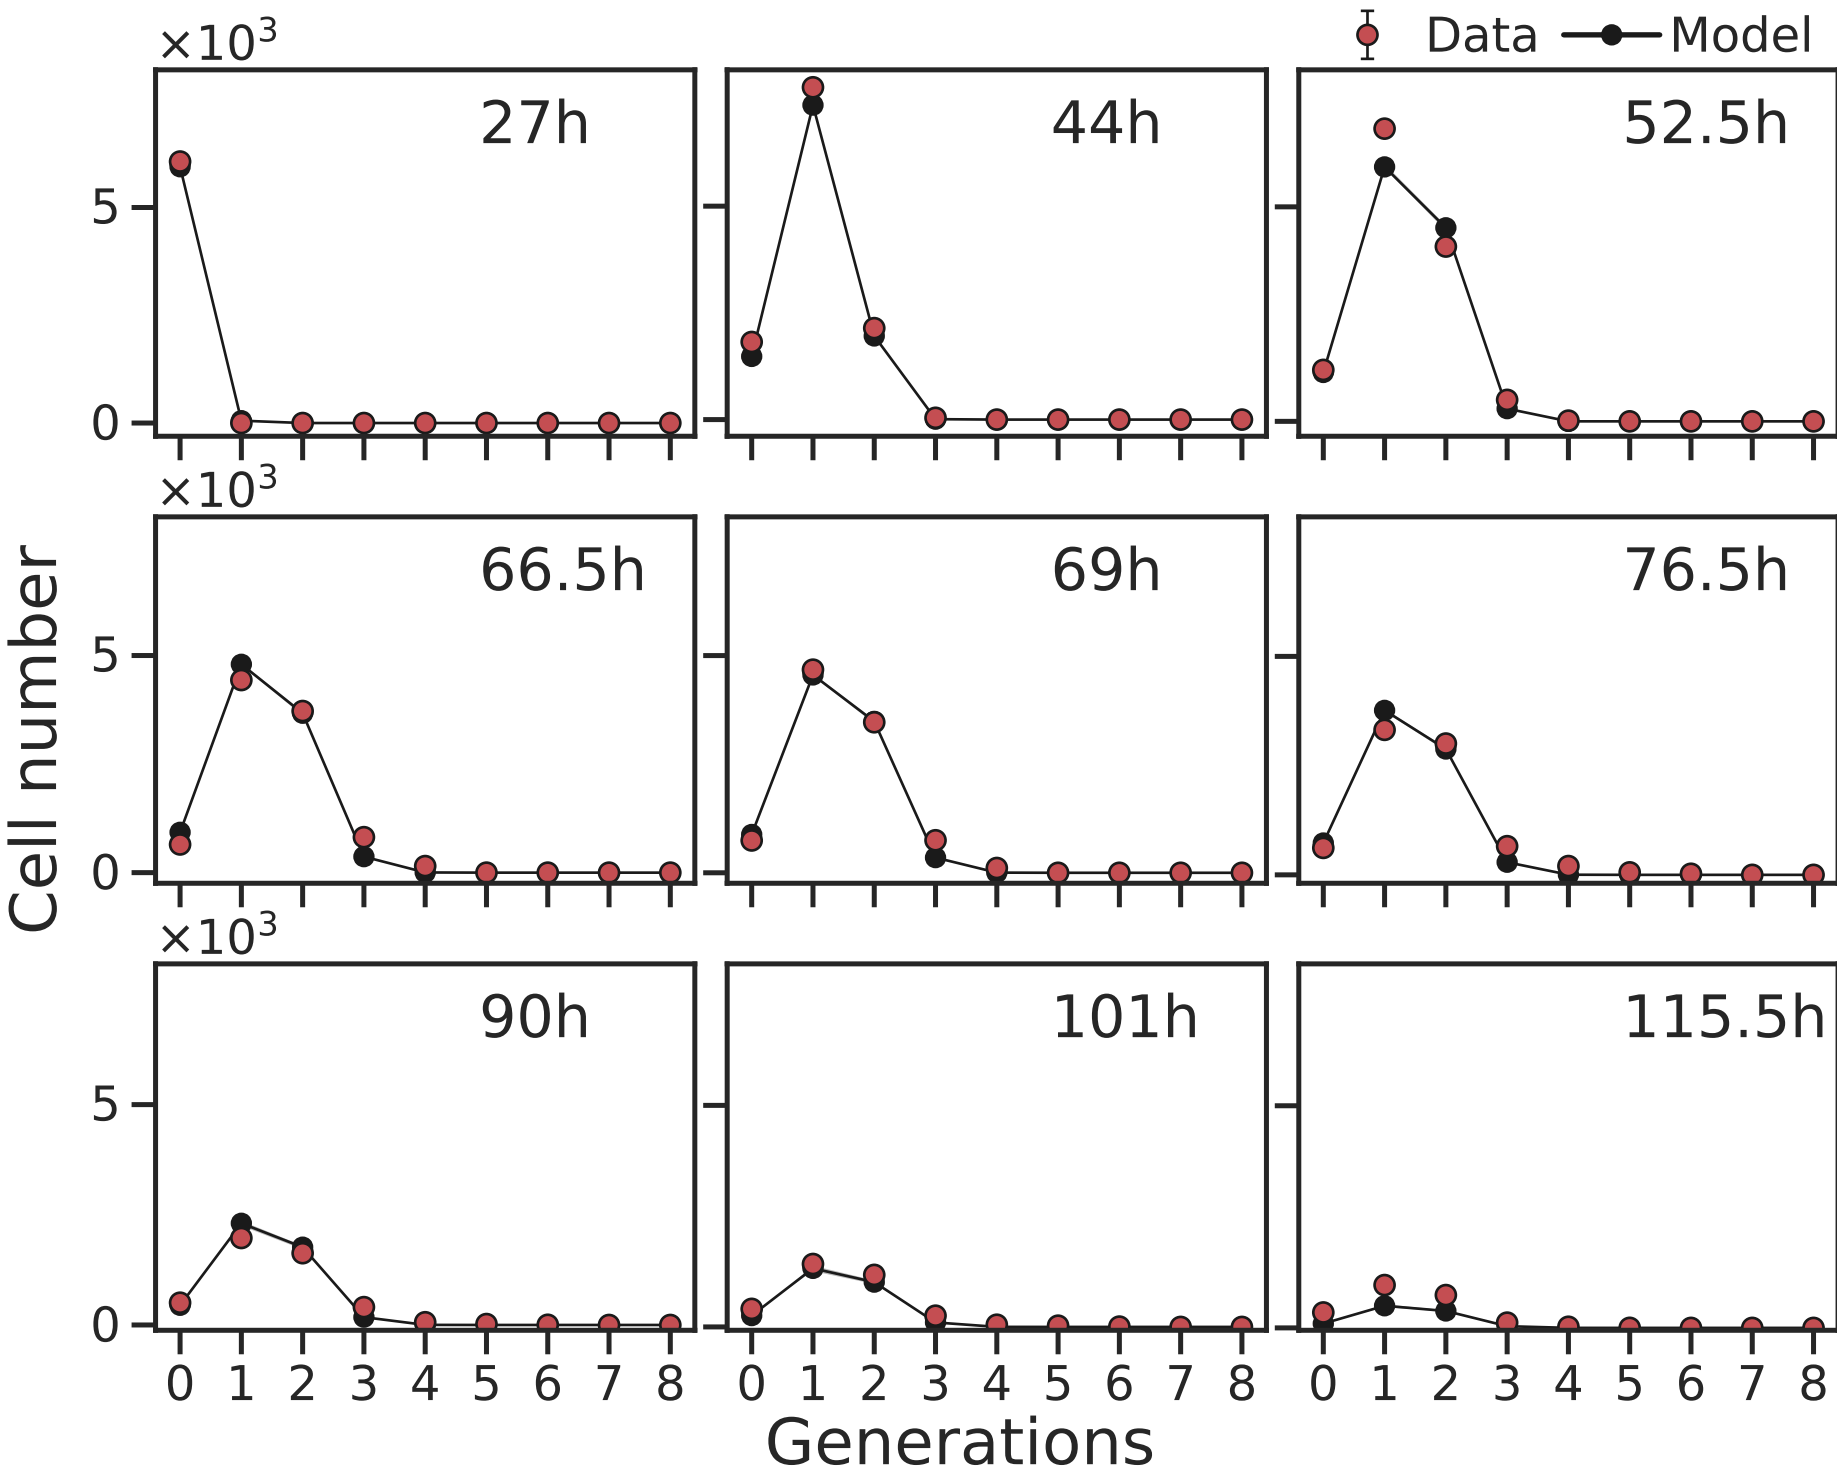 ×10³
Data Model
27h 44h 52.5h
5
0
×10³
66.5h 69h 76.5h
5
0
Cell number
×10³
90h 101h 115.5h
5
0
0 1 2 3 4 5 6 7 8 0 1 2 3 4 5 6 7 8 0 1 2 3 4 5 6 7 8
Generations